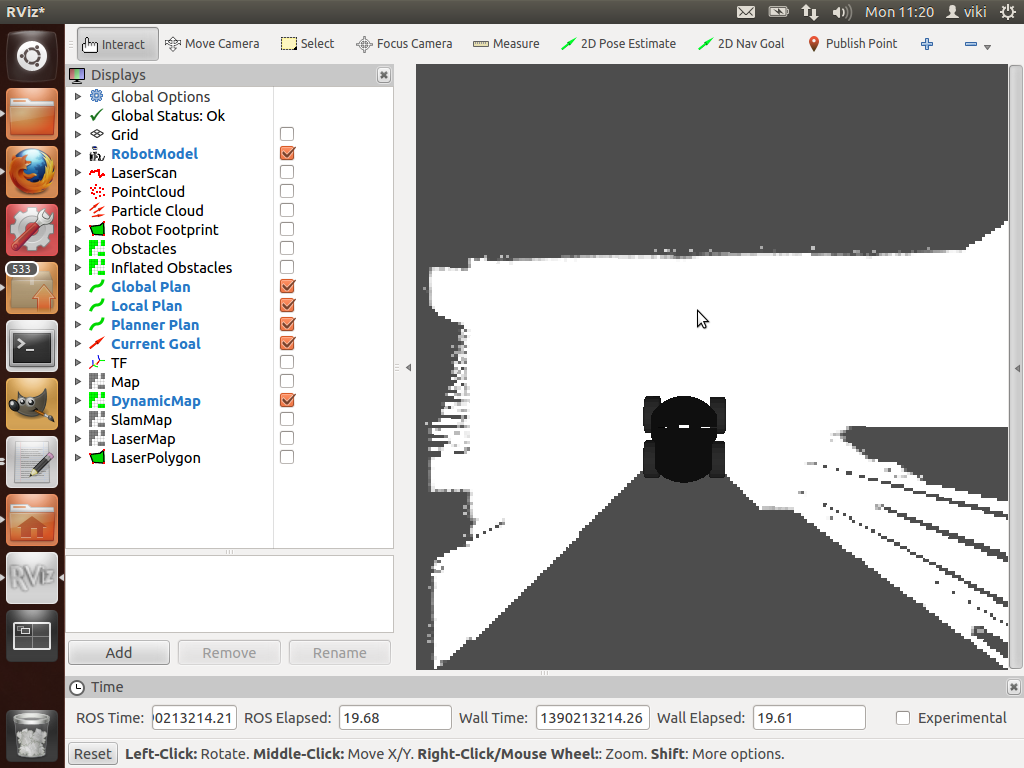 RViz*
Mon 11:20
viki
Interact
Move Camera
Select
Focus Camera
Measure
2D Pose Estimate
2D Nav Goal
Publish Point
Displays
Global Options
Global Status: Ok
Grid
RobotModel
LaserScan
PointCloud
Particle Cloud
Robot Footprint
Obstacles
Inflated Obstacles
Global Plan
Local Plan
Planner Plan
Current Goal
TF
Map
DynamicMap
SlamMap
LaserMap
LaserPolygon
533
>_
RViz
Add
Remove
Rename
Time
ROS Time: 0213214.21 ROS Elapsed: 19.68 Wall Time: 1390213214.26 Wall Elapsed: 19.61 Experimental
Reset Left-Click: Rotate. Middle-Click: Move X/Y. Right-Click/Mouse Wheel:: Zoom. Shift: More options.